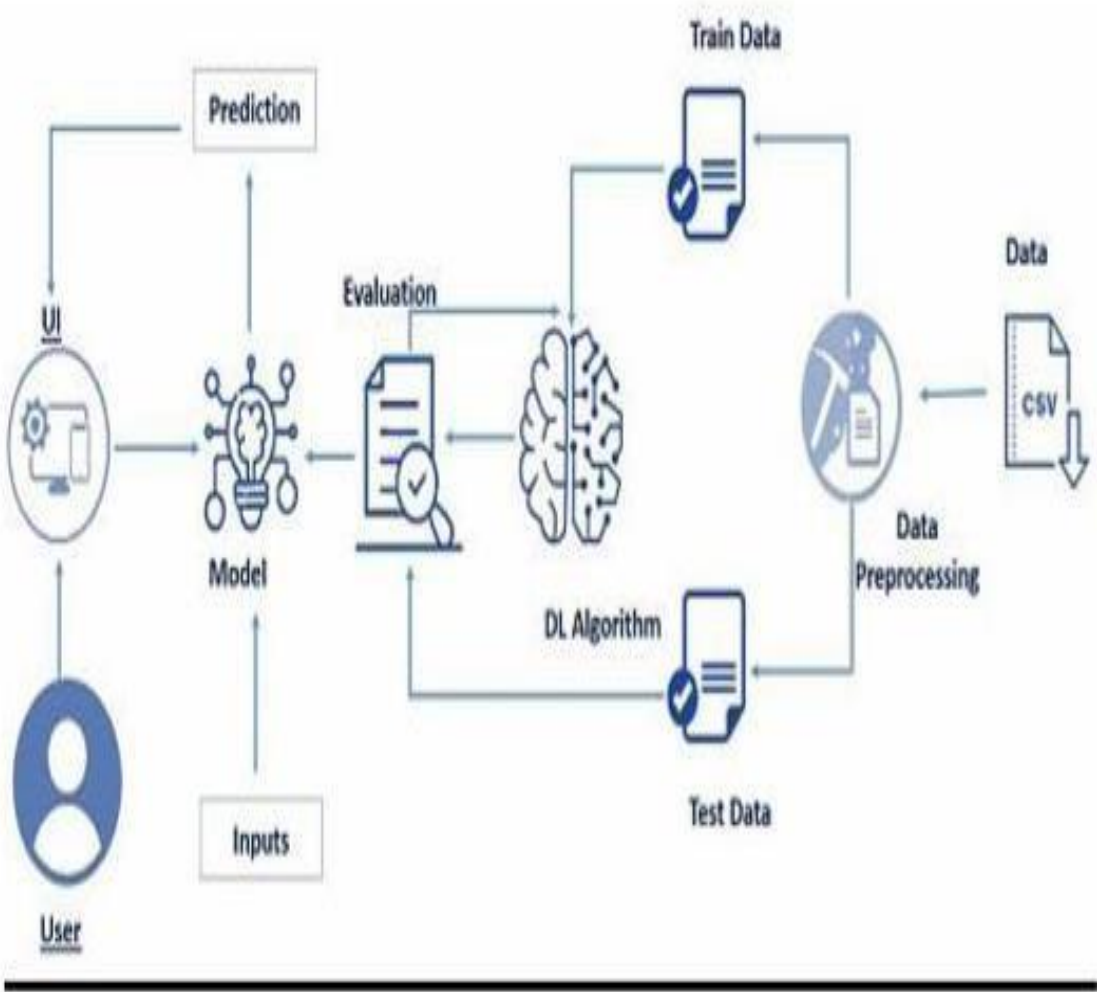 Train Data
Prediction
Data
Evaluation
UI
CSV
Data
Preprocessing
Model
DL Algorithm
Test Data
Inputs
User